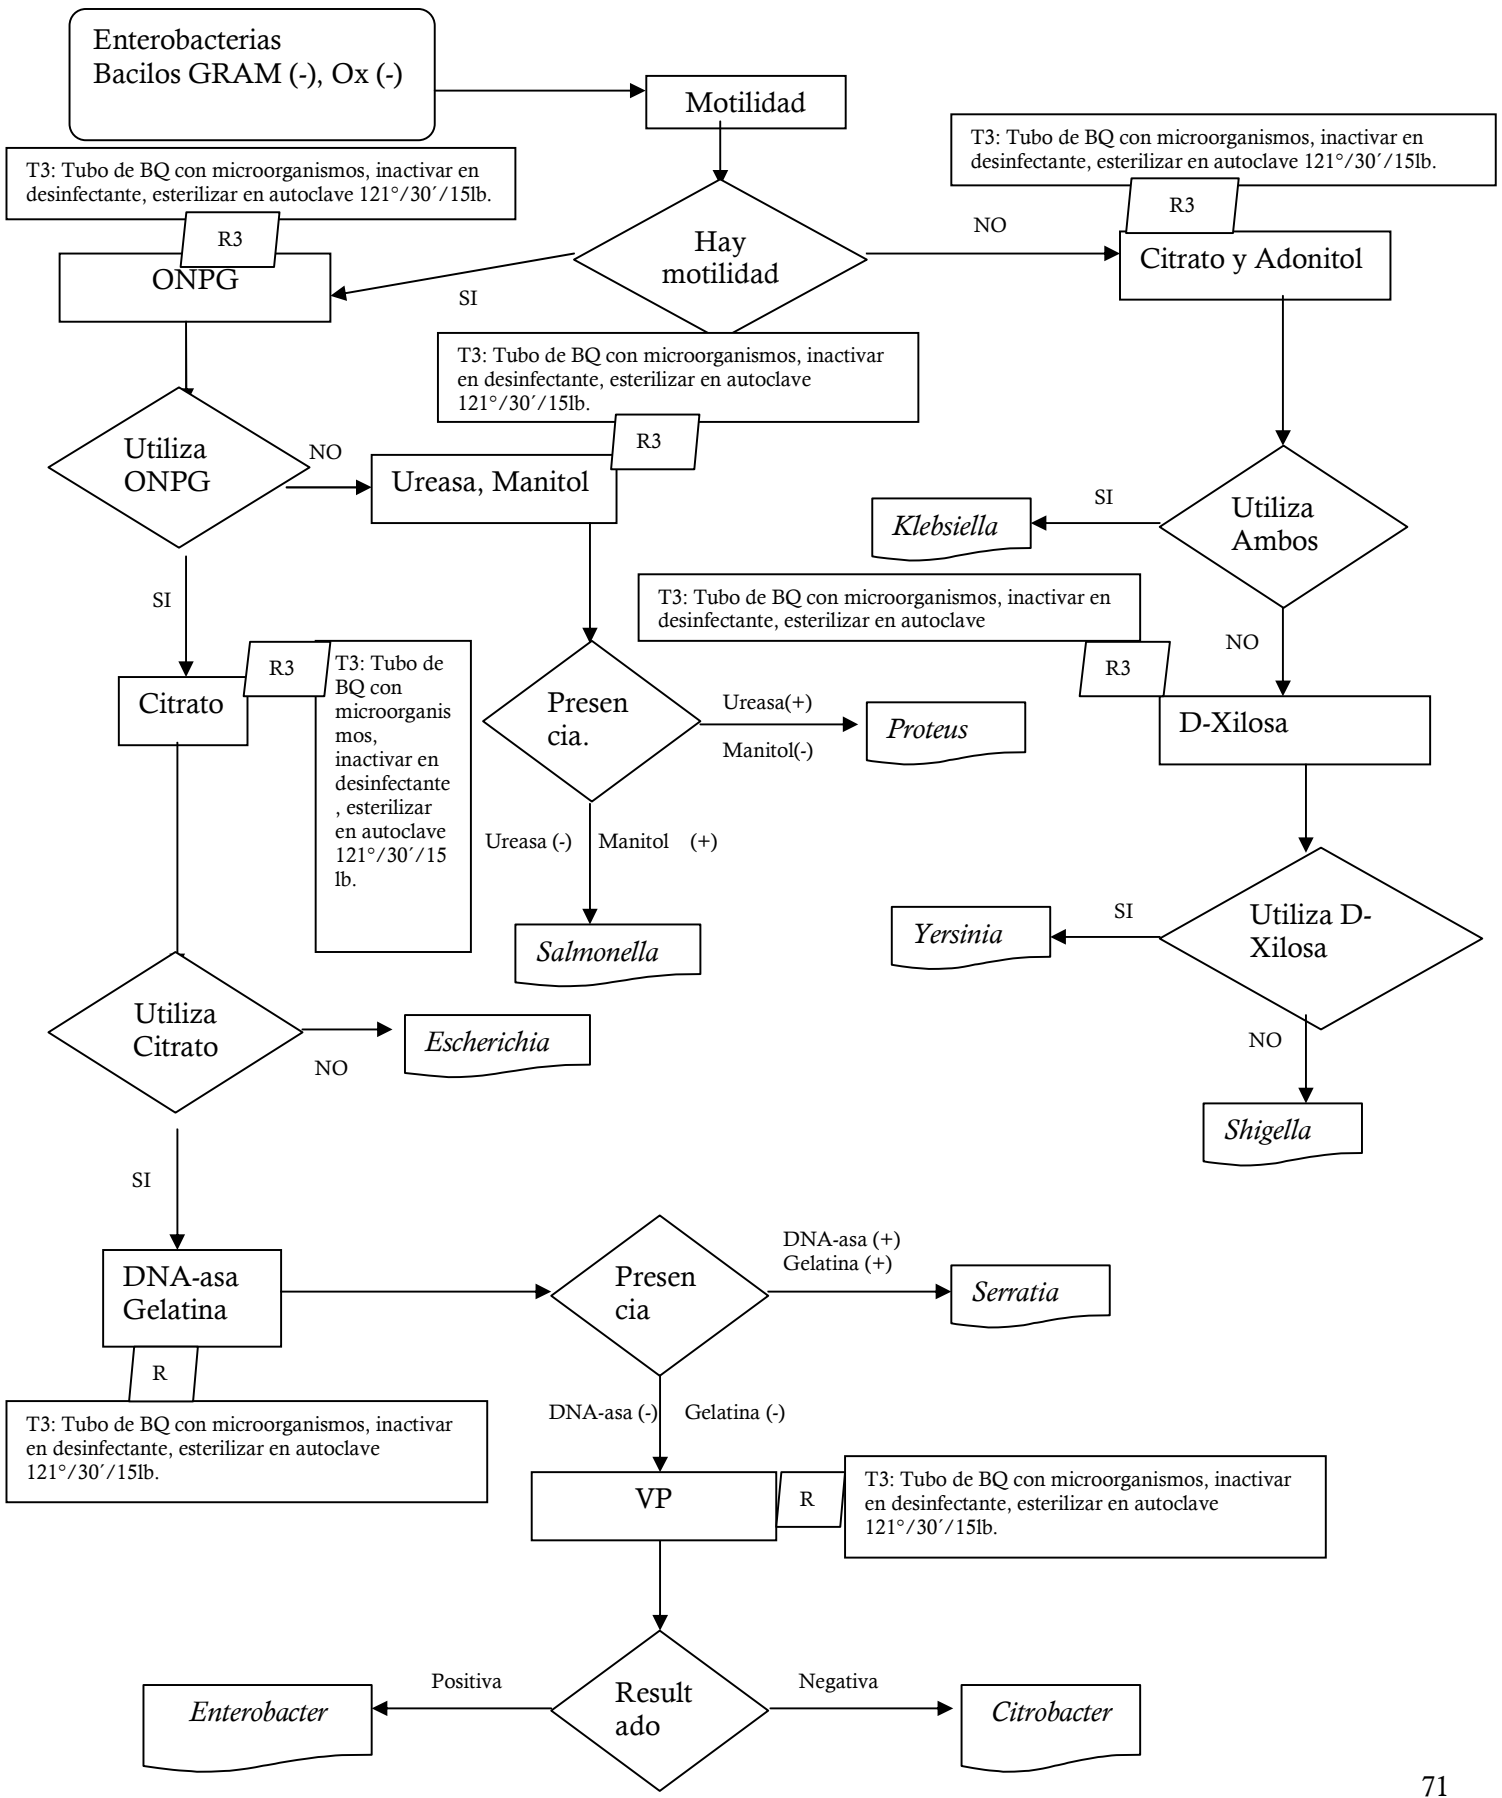 Enterobacterias
Bacilos GRAM (-), Ox (-)
Motilidad
T3: Tubo de BQ con microorganismos, inactivar en
desinfectante, esterilizar en autoclave 121°/30´/15lb.
R3
Citrato y Adonitol
T3: Tubo de BQ con microorganismos, inactivar en
desinfectante, esterilizar en autoclave 121°/30´/15lb.
R3
ONPG
Hay
motilidad
NO
SI
T3: Tubo de BQ con microorganismos, inactivar
en desinfectante, esterilizar en autoclave
121°/30´/15lb.
R3
Utiliza
ONPG
NO
Ureasa, Manitol
SI
Utiliza
Ambos
SI
Klebsiella
NO
T3: Tubo de BQ con microorganismos, inactivar en
desinfectante, esterilizar en autoclave
R3
D-Xilosa
Citrato
R3
T3: Tubo de
BQ con
microorganis
mos,
inactivar en
desinfectante
, esterilizar
en autoclave
121°/30´/15
lb.
Presen
cia.
Ureasa(+)
Manitol(-)
Proteus
Ureasa (-)
Manitol (+)
Salmonella
Utiliza D-
Xilosa
SI
Yersinia
NO
Shigella
Utiliza
Citrato
NO
Escherichia
SI
DNA-asa
Gelatina
R
T3: Tubo de BQ con microorganismos, inactivar
en desinfectante, esterilizar en autoclave
121°/30´/15lb.
Presen
cia
DNA-asa (+)
Gelatina (+)
Serratia
DNA-asa (-)
Gelatina (-)
VP
R
T3: Tubo de BQ con microorganismos, inactivar
en desinfectante, esterilizar en autoclave
121°/30´/15lb.
Result
ado
Positiva
Enterobacter
Negativa
Citrobacter
71